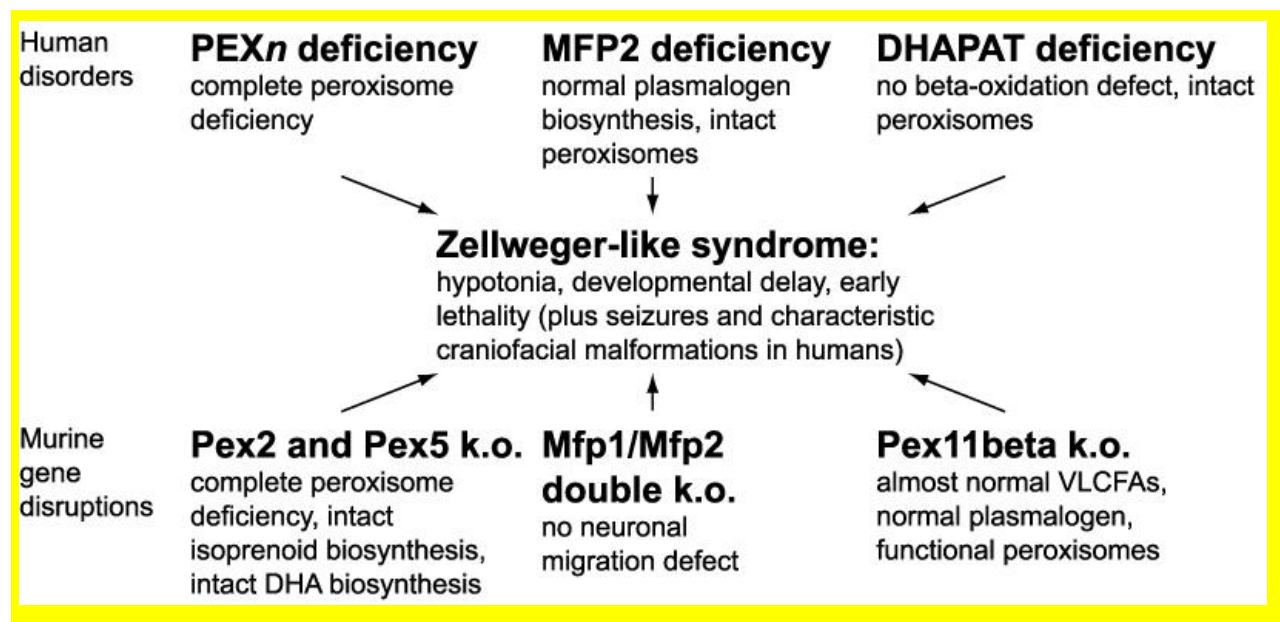 Human
disorders
PEXn deficiency
complete peroxisome
deficiency
MFP2 deficiency
normal plasmalogen
biosynthesis, intact
peroxisomes
DHAPAT deficiency
no beta-oxidation defect, intact
peroxisomes
Zellweger-like syndrome:
hypotonia, developmental delay, early
lethality (plus seizures and characteristic
craniofacial malformations in humans)
Murine
gene
disruptions
Pex2 and Pex5 k.o.
complete peroxisome
deficiency, intact
isoprenoid biosynthesis,
intact DHA biosynthesis
Mfp1/Mfp2
double k.o.
no neuronal
migration defect
Pex11beta k.o.
almost normal VLCFAs,
normal plasmalogen,
functional peroxisomes